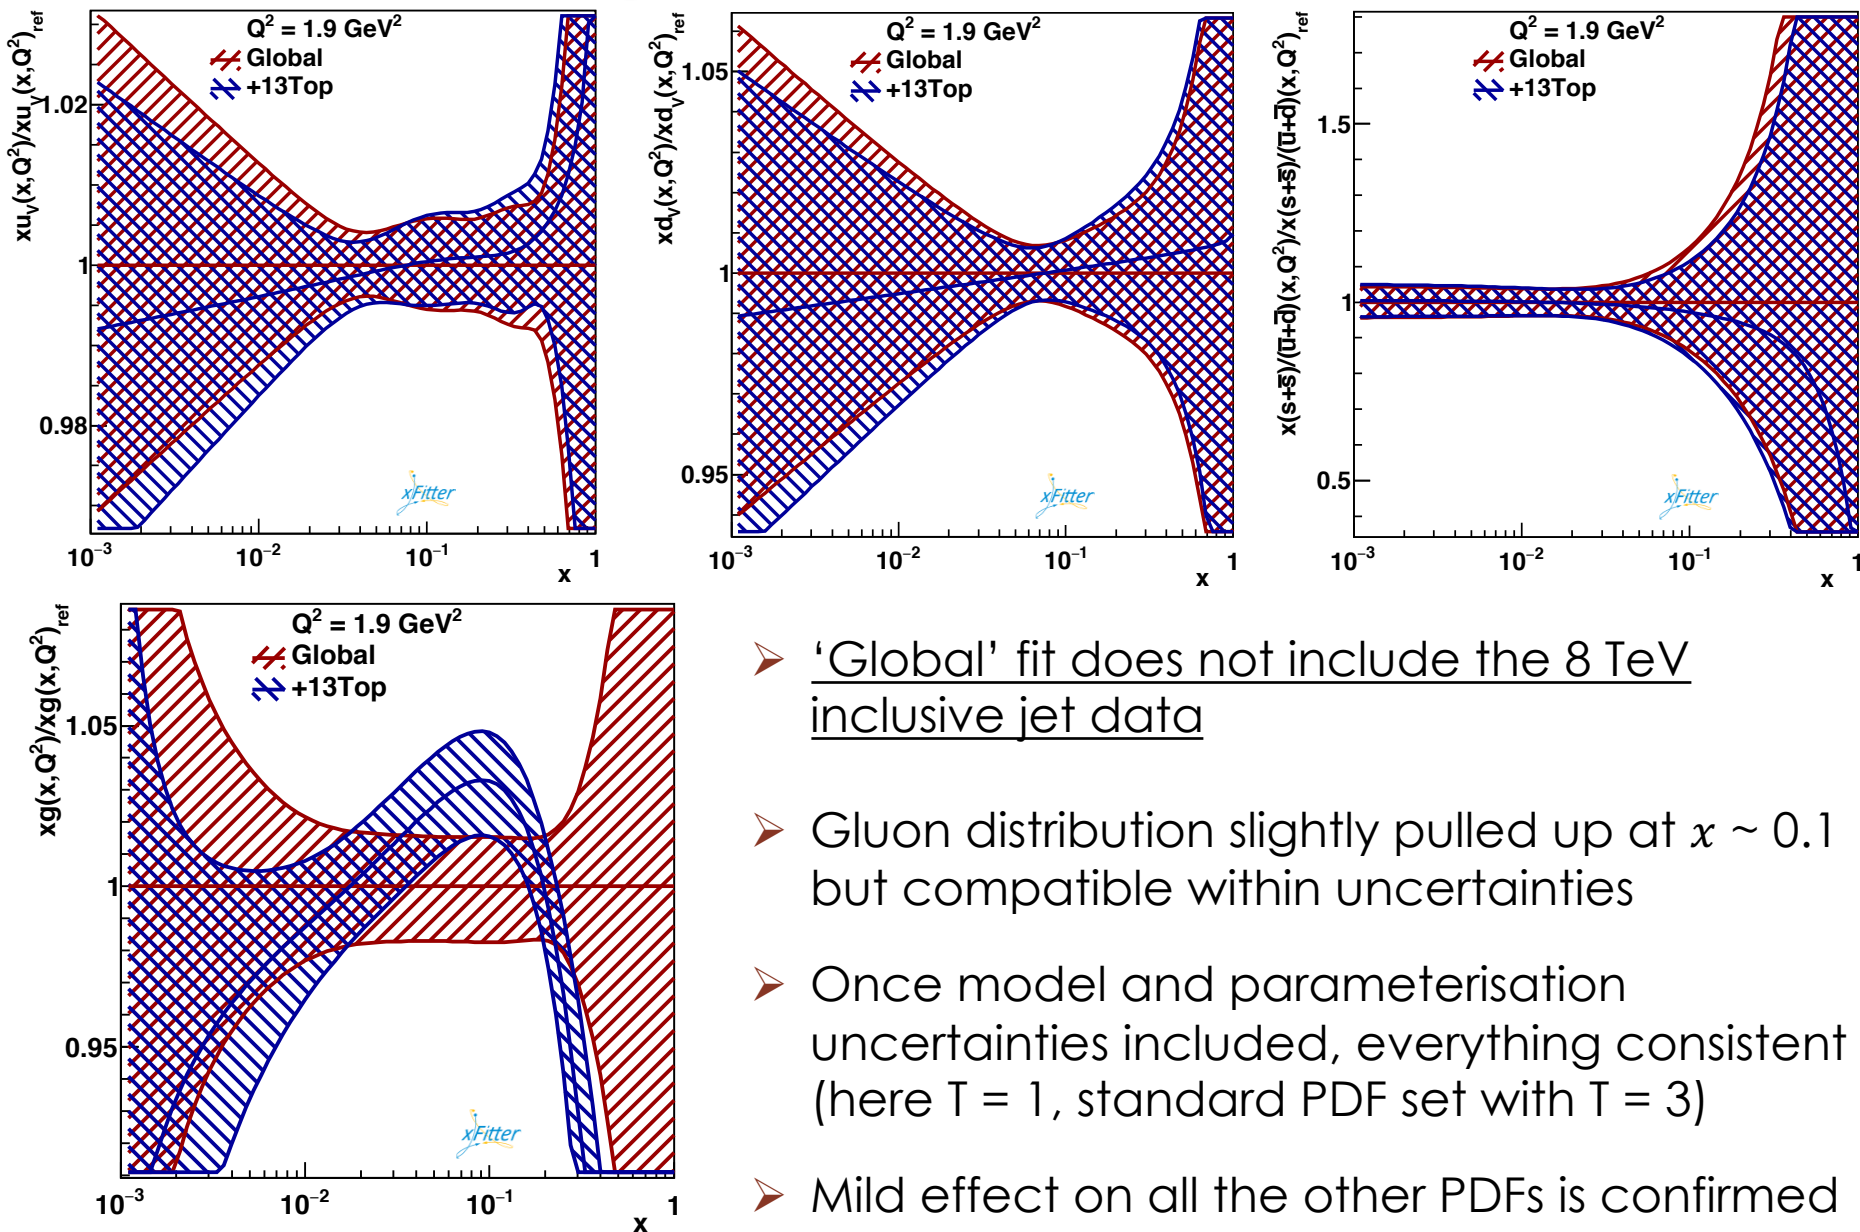 xu_V(x,Q²)/xu_V(x,Q²)_ref
Q² = 1.9 GeV²
Global
+13Top
1.02
1
0.98
10⁻³ 10⁻² 10⁻¹ 1
x
xFitter
xd_V(x,Q²)/xd_V(x,Q²)_ref
Q² = 1.9 GeV²
Global
+13Top
1.05
1
0.95
10⁻³ 10⁻² 10⁻¹ 1
x
xFitter
x(s+s̅)/(u̅+d̅)(x,Q²)/x(s+s̅)/(u̅+d̅)(x,Q²)_ref
Q² = 1.9 GeV²
Global
+13Top
1.5
1
0.5
10⁻³ 10⁻² 10⁻¹ 1
x
xFitter
xg(x,Q²)/xg(x,Q²)_ref
Q² = 1.9 GeV²
Global
+13Top
1.05
1
0.95
10⁻³ 10⁻² 10⁻¹ 1
x
xFitter
➢ ‘Global’ fit does not include the 8 TeV
inclusive jet data
➢ Gluon distribution slightly pulled up at x ~ 0.1
but compatible within uncertainties
➢ Once model and parameterisation
uncertainties included, everything consistent
(here T = 1, standard PDF set with T = 3)
➢ Mild effect on all the other PDFs is confirmed